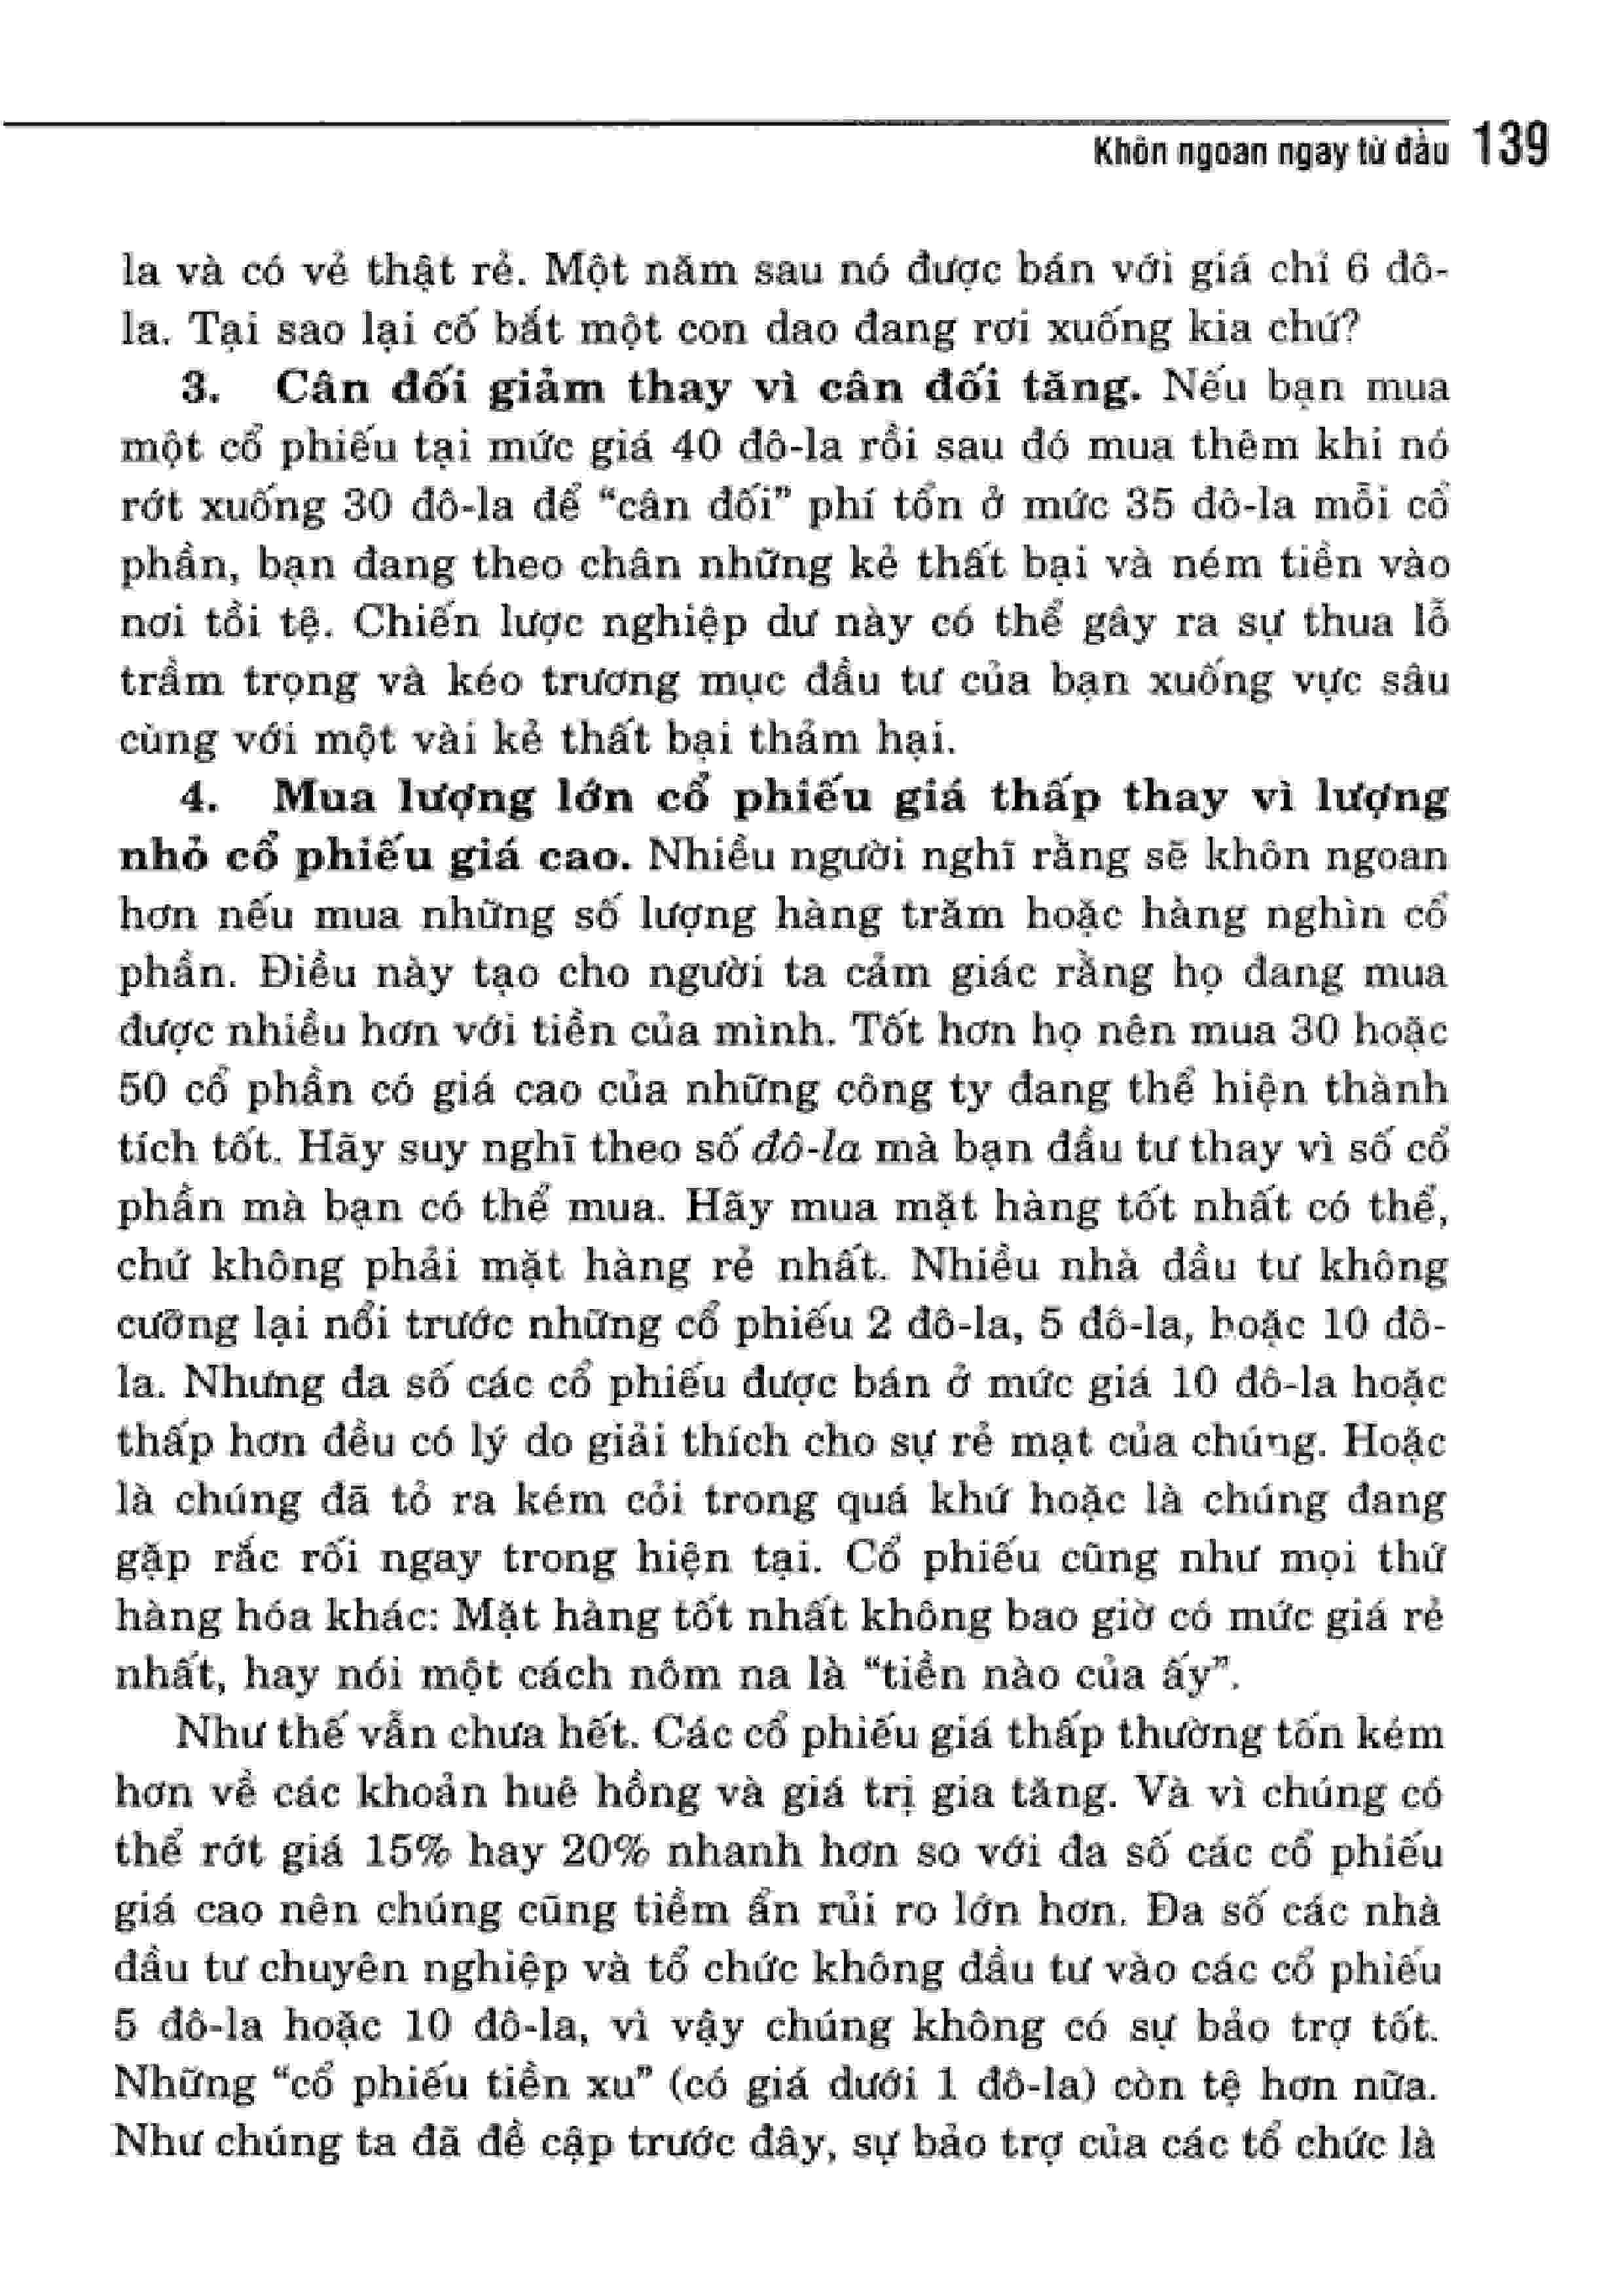 Khôn ngoan ngay từ đầu 139
la và có vẻ thật rẻ. Một năm sau nó được bán với giá chỉ 6 đô-
la. Tại sao lại cố bắt một con dao đang rơi xuống kia chứ?
3. Cân đối giảm thay vì cân đối tăng. Nếu bạn mua
một cổ phiếu tại mức giá 40 đô-la rồi sau đó mua thêm khi nó
rớt xuống 30 đô-la để “cân đối” phí tổn ở mức 35 đô-la mỗi cổ
phần, bạn đang theo chân những kẻ thất bại và ném tiền vào
nơi tồi tệ. Chiến lược nghiệp dư này có thể gây ra sự thua lỗ
trầm trọng và kéo trương mục đầu tư của bạn xuống vực sâu
cùng với một vài kẻ thất bại thảm hại.
4. Mua lượng lớn cổ phiếu giá thấp thay vì lượng
nhỏ cổ phiếu giá cao. Nhiều người nghĩ rằng sẽ khôn ngoan
hơn nếu mua những số lượng hàng trăm hoặc hàng nghìn cổ
phần. Điều này tạo cho người ta cảm giác rằng họ đang mua
được nhiều hơn với tiền của mình. Tốt hơn họ nên mua 30 hoặc
50 cổ phần có giá cao của những công ty đang thể hiện thành
tích tốt. Hãy suy nghĩ theo số đô-la mà bạn đầu tư thay vì số cổ
phần mà bạn có thể mua. Hãy mua mặt hàng tốt nhất có thể,
chứ không phải mặt hàng rẻ nhất. Nhiều nhà đầu tư không
cưỡng lại nổi trước những cổ phiếu 2 đô-la, 5 đô-la, hoặc 10 đô-
la. Nhưng đa số các cổ phiếu được bán ở mức giá 10 đô-la hoặc
thấp hơn đều có lý do giải thích cho sự rẻ mạt của chúng. Hoặc
là chúng đã tỏ ra kém cỏi trong quá khứ hoặc là chúng đang
gặp rắc rối ngay trong hiện tại. Cổ phiếu cũng như mọi thứ
hàng hóa khác: Mặt hàng tốt nhất không bao giờ có mức giá rẻ
nhất, hay nói một cách nôm na là “tiền nào của ấy”.
Như thế vẫn chưa hết. Các cổ phiếu giá thấp thường tốn kém
hơn về các khoản huê hồng và giá trị gia tăng. Và vì chúng có
thể rớt giá 15% hay 20% nhanh hơn so với đa số các cổ phiếu
giá cao nên chúng cũng tiềm ẩn rủi ro lớn hơn. Đa số các nhà
đầu tư chuyên nghiệp và tổ chức không đầu tư vào các cổ phiếu
5 đô-la hoặc 10 đô-la, vì vậy chúng không có sự bảo trợ tốt.
Những “cổ phiếu tiền xu” (có giá dưới 1 đô-la) còn tệ hơn nữa.
Như chúng ta đã đề cập trước đây, sự bảo trợ của các tổ chức là